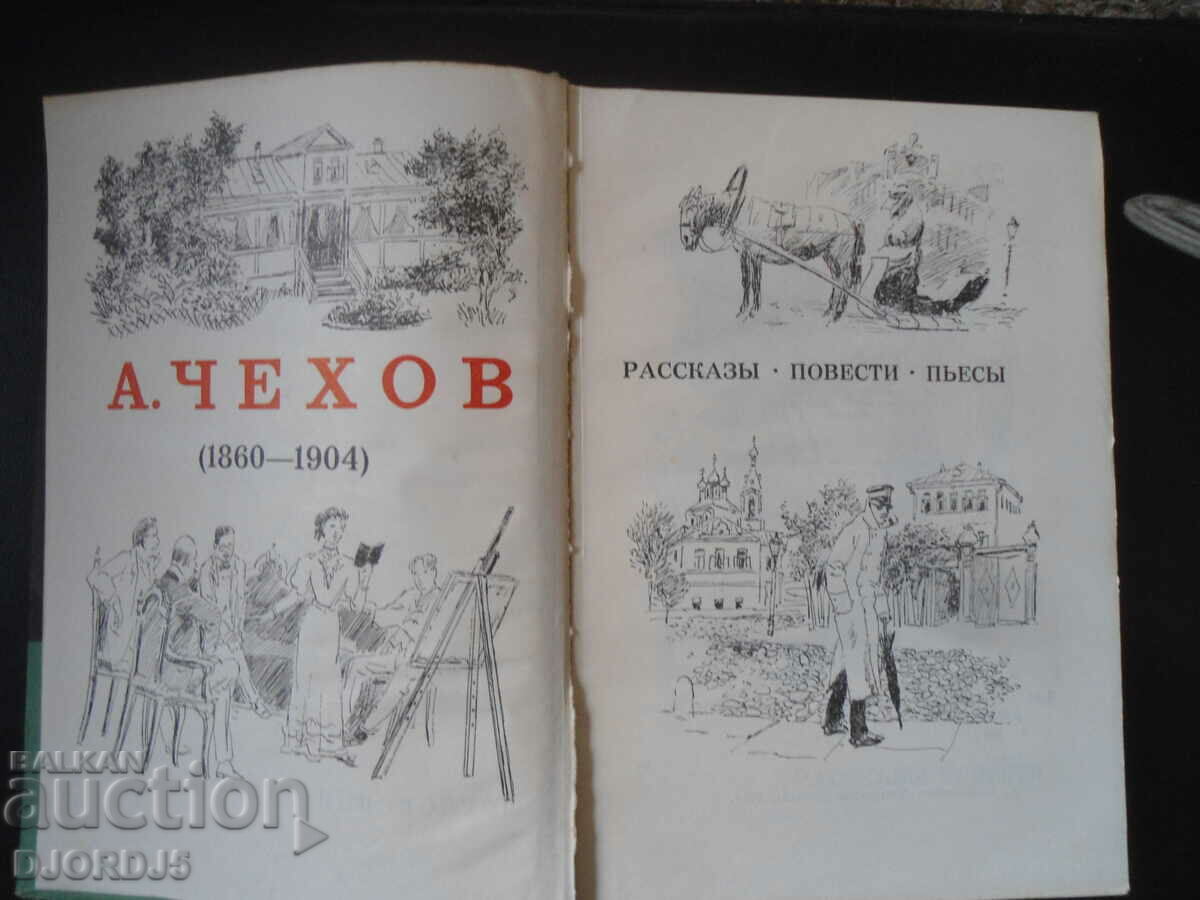 А. ЧЕХОВ
(1860—1904)
РАССКАЗЫ · ПОВЕСТИ · ПЬЕСЫ
BALKAN
auction
DJORDJ5